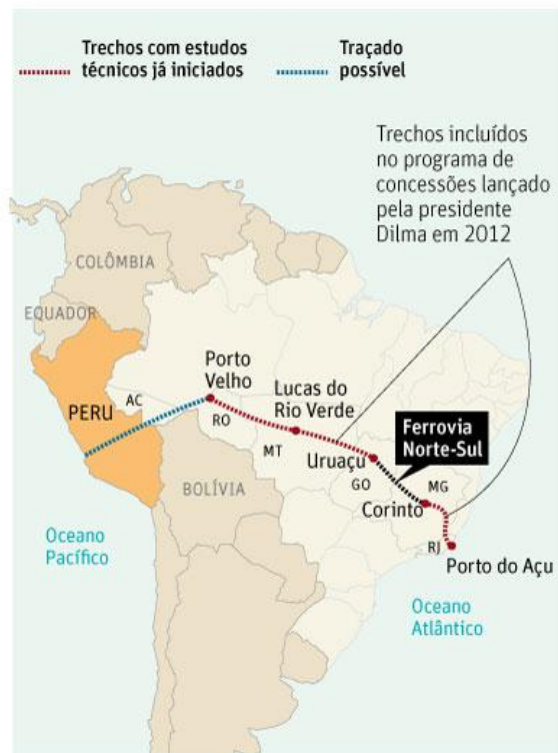 Trechos com estudos
técnicos já iniciados
Traçado
possível
Trechos incluídos
no programa de
concessões lançado
pela presidente
Dilma em 2012
COLÔMBIA
EQUADOR
PERU
AC
Porto
Velho
RO
Lucas do
Rio Verde
MT
Ferrovia
Norte-Sul
Uruaçu
GO
MG
BOLÍVIA
Corinto
Oceano
Pacífico
RJ
Porto do Açu
Oceano
Atlântico